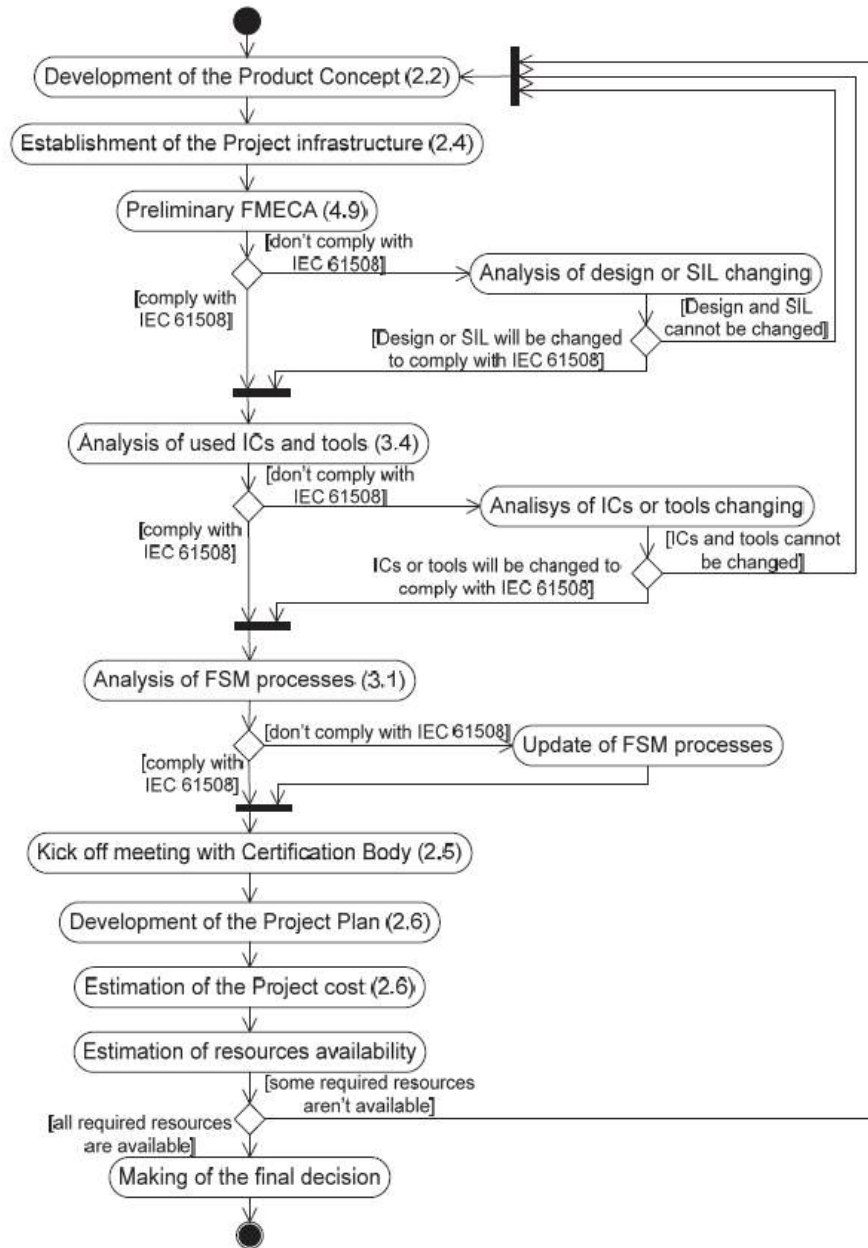 Development of the Product Concept (2.2)
Establishment of the Project infrastructure (2.4)
Preliminary FMECA (4.9)
[don't comply with
IEC 61508]
[comply with
IEC 61508]
Analysis of design or SIL changing
[Design and SIL
cannot be changed]
[Design or SIL will be changed
to comply with IEC 61508]
Analysis of used ICs and tools (3.4)
[don't comply with
IEC 61508]
[comply with
IEC 61508]
Analisys of ICs or tools changing
[ICs and tools cannot
be changed]
ICs or tools will be changed to
comply with IEC 61508]
Analysis of FSM processes (3.1)
[don't comply with IEC 61508]
[comply with
IEC 61508]
Update of FSM processes
Kick off meeting with Certification Body (2.5)
Development of the Project Plan (2.6)
Estimation of the Project cost (2.6)
Estimation of resources availability
[some required resources
aren't available]
[all required resources
are available]
Making of the final decision